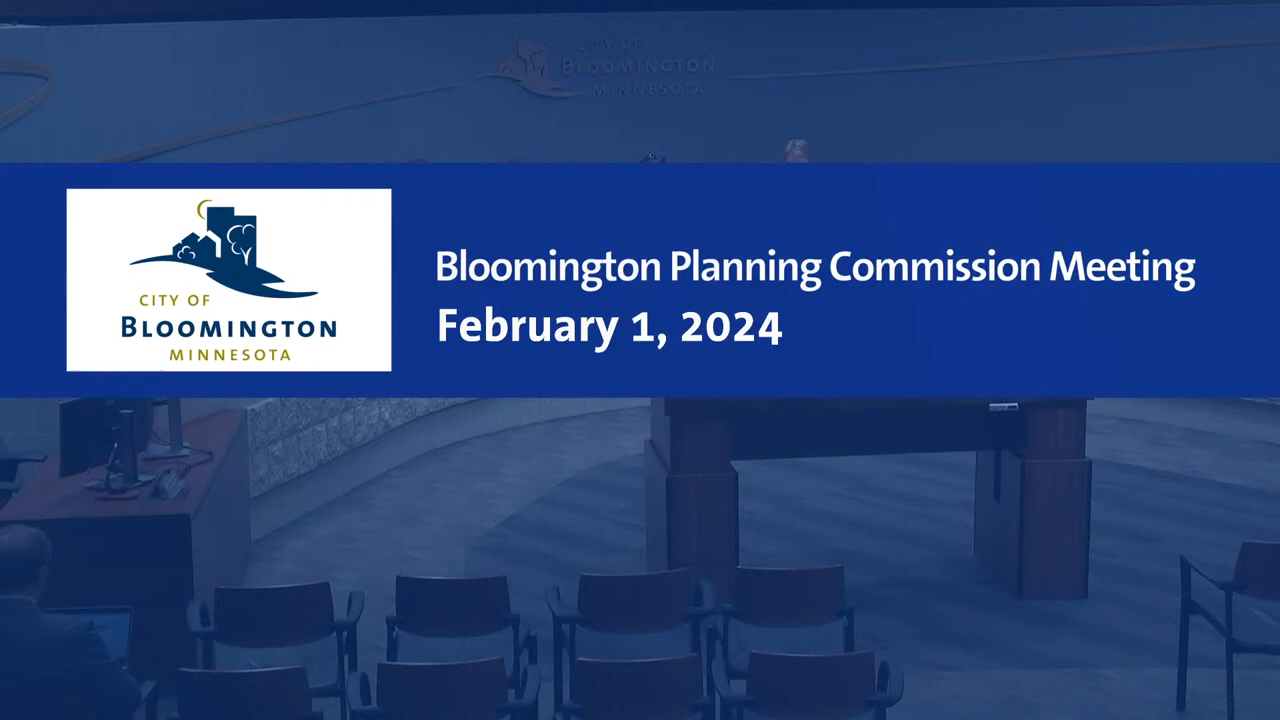 CITY OF
BLOOMINGTON
MINNESOTA
CITY OF
BLOOMINGTON
MINNESOTA
Bloomington Planning Commission Meeting
February 1, 2024